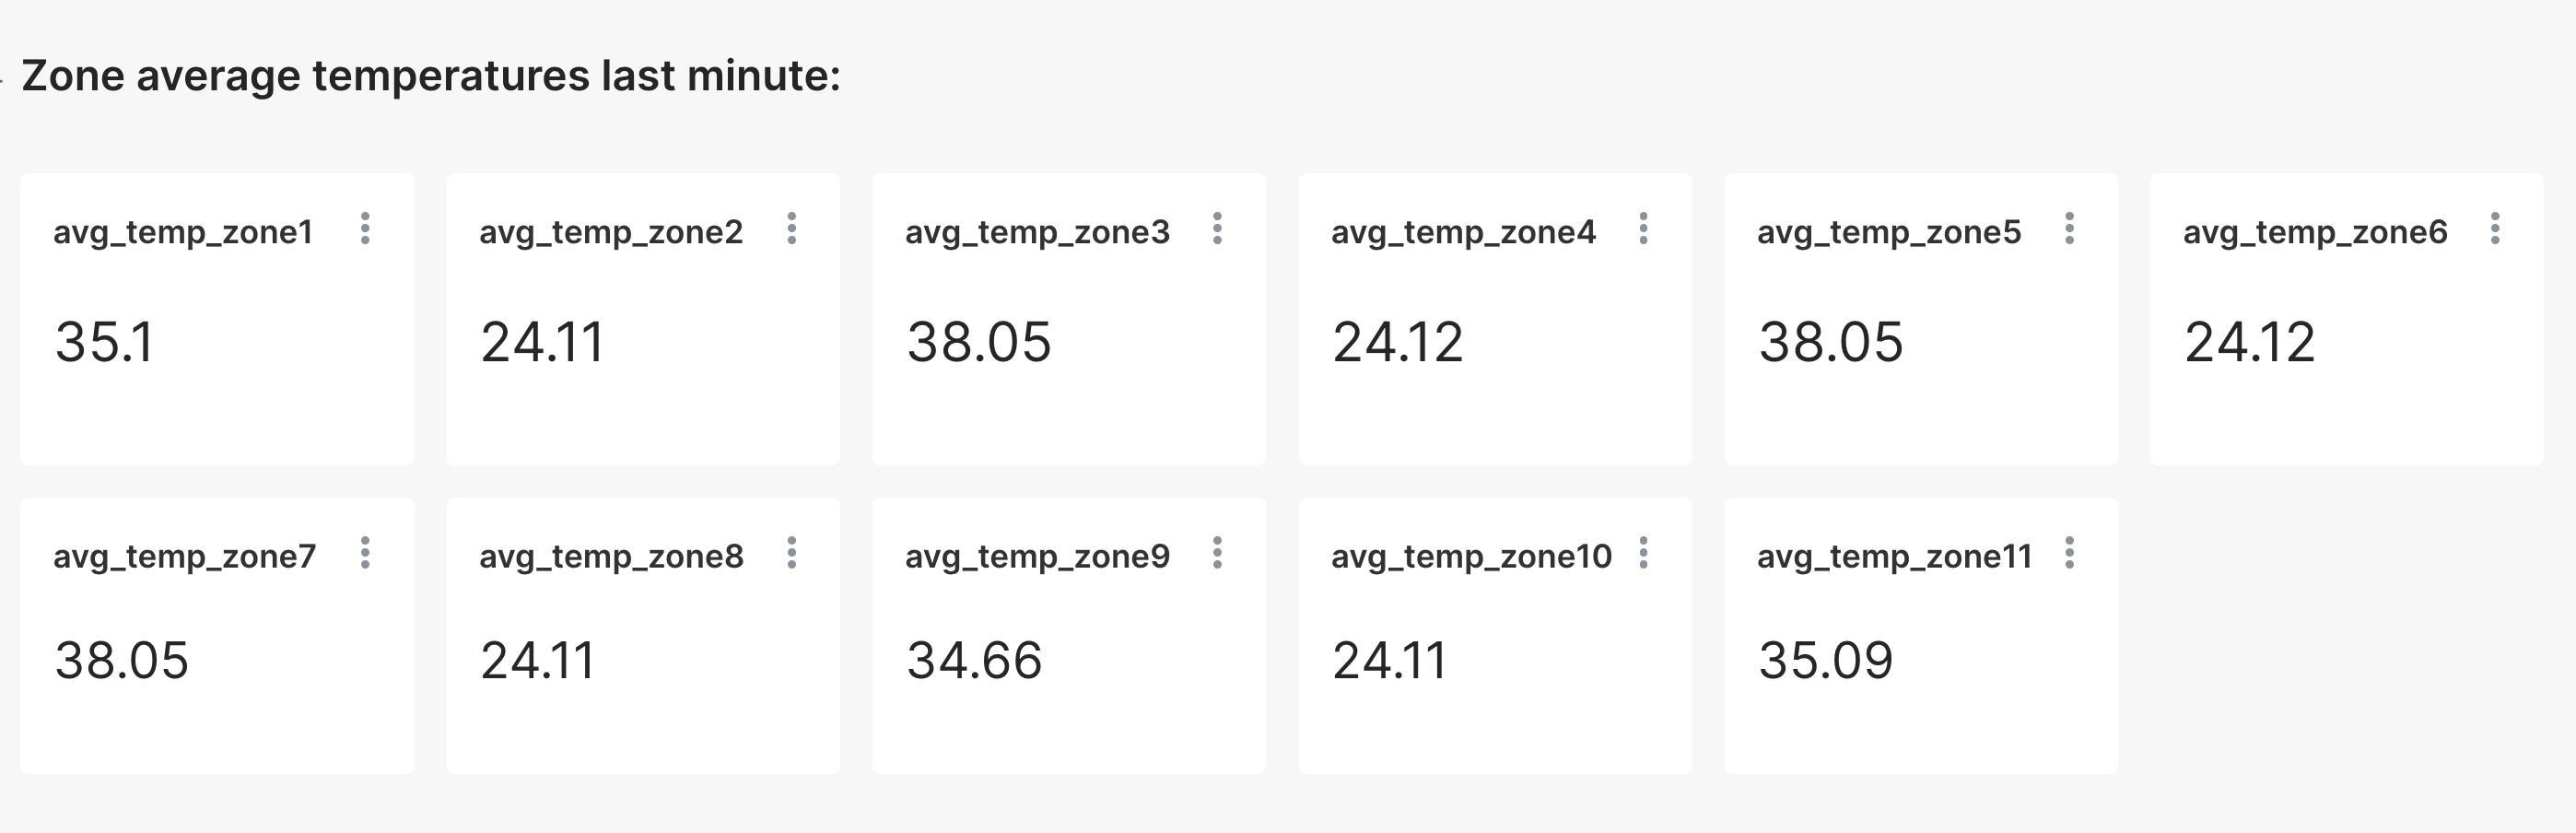 Zone average temperatures last minute:
avg_temp_zone1
35.1
avg_temp_zone2
24.11
avg_temp_zone3
38.05
avg_temp_zone4
24.12
avg_temp_zone5
38.05
avg_temp_zone6
24.12
avg_temp_zone7
38.05
avg_temp_zone8
24.11
avg_temp_zone9
34.66
avg_temp_zone10
24.11
avg_temp_zone11
35.09